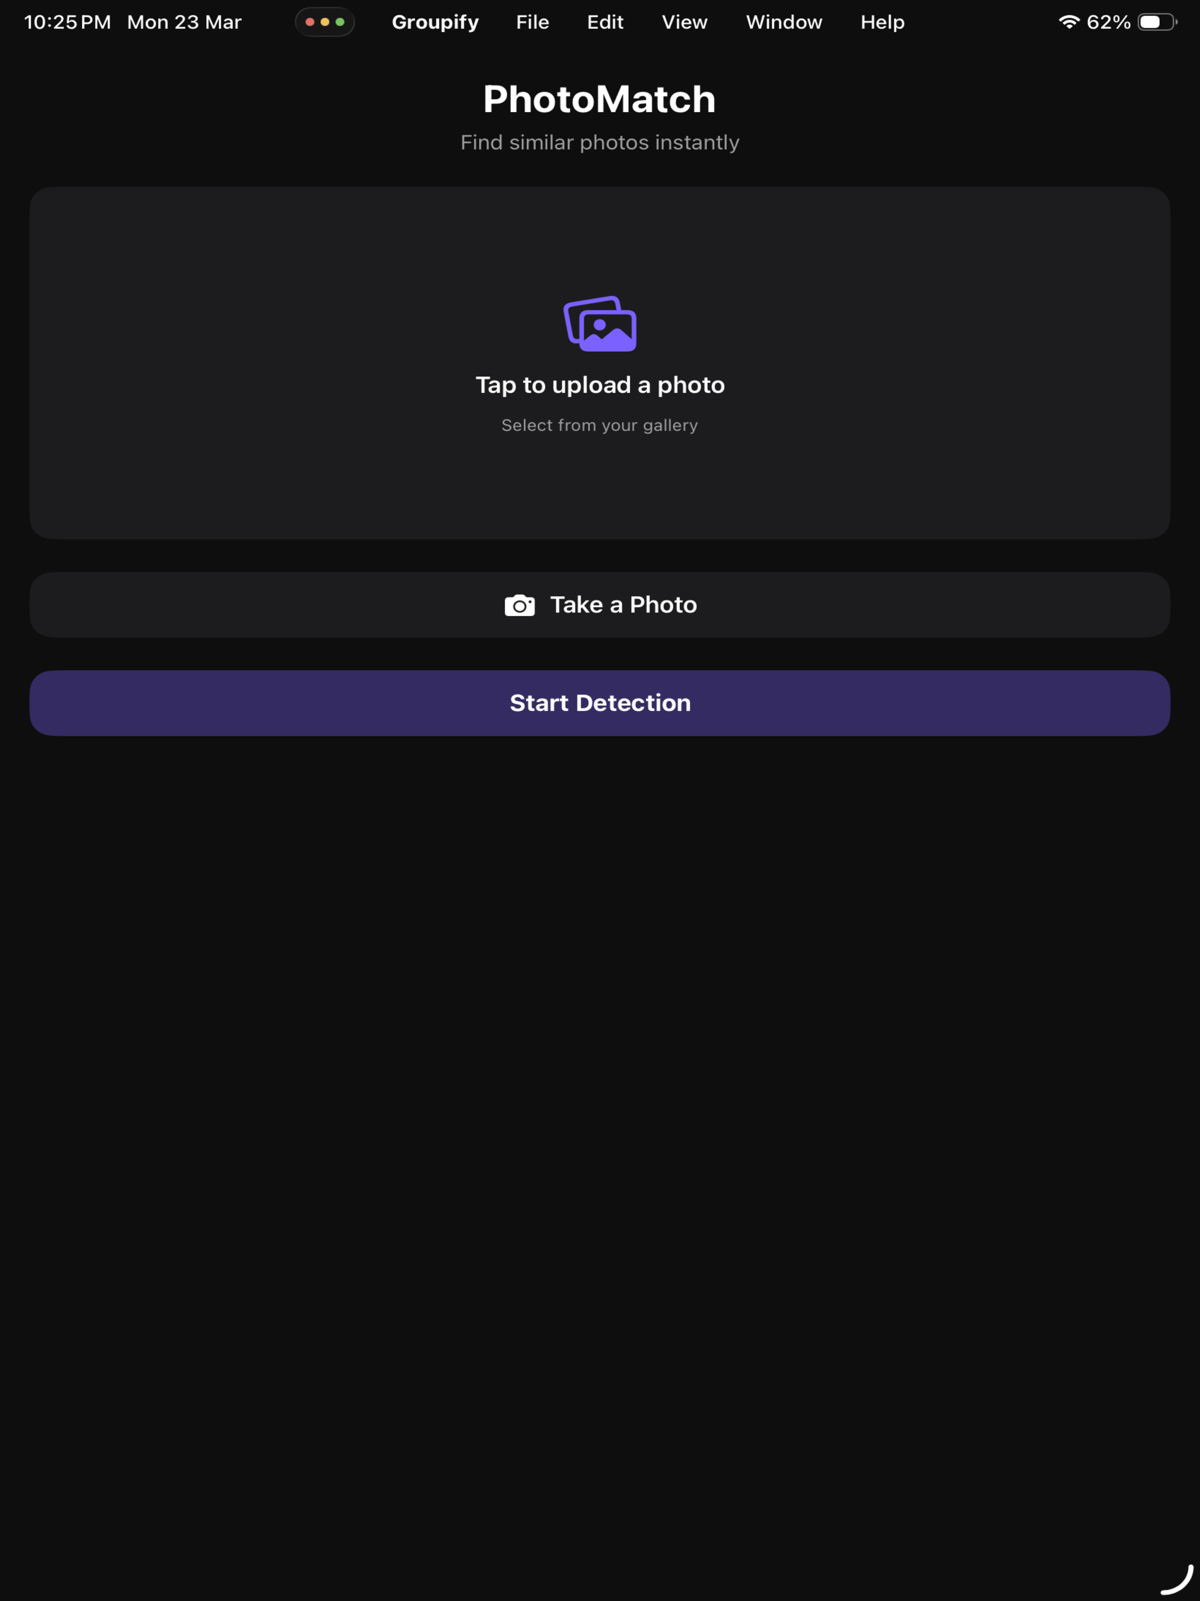 10:25 PM Mon 23 Mar Groupify File Edit View Window Help 62%
PhotoMatch
Find similar photos instantly
Tap to upload a photo
Select from your gallery
Take a Photo
Start Detection